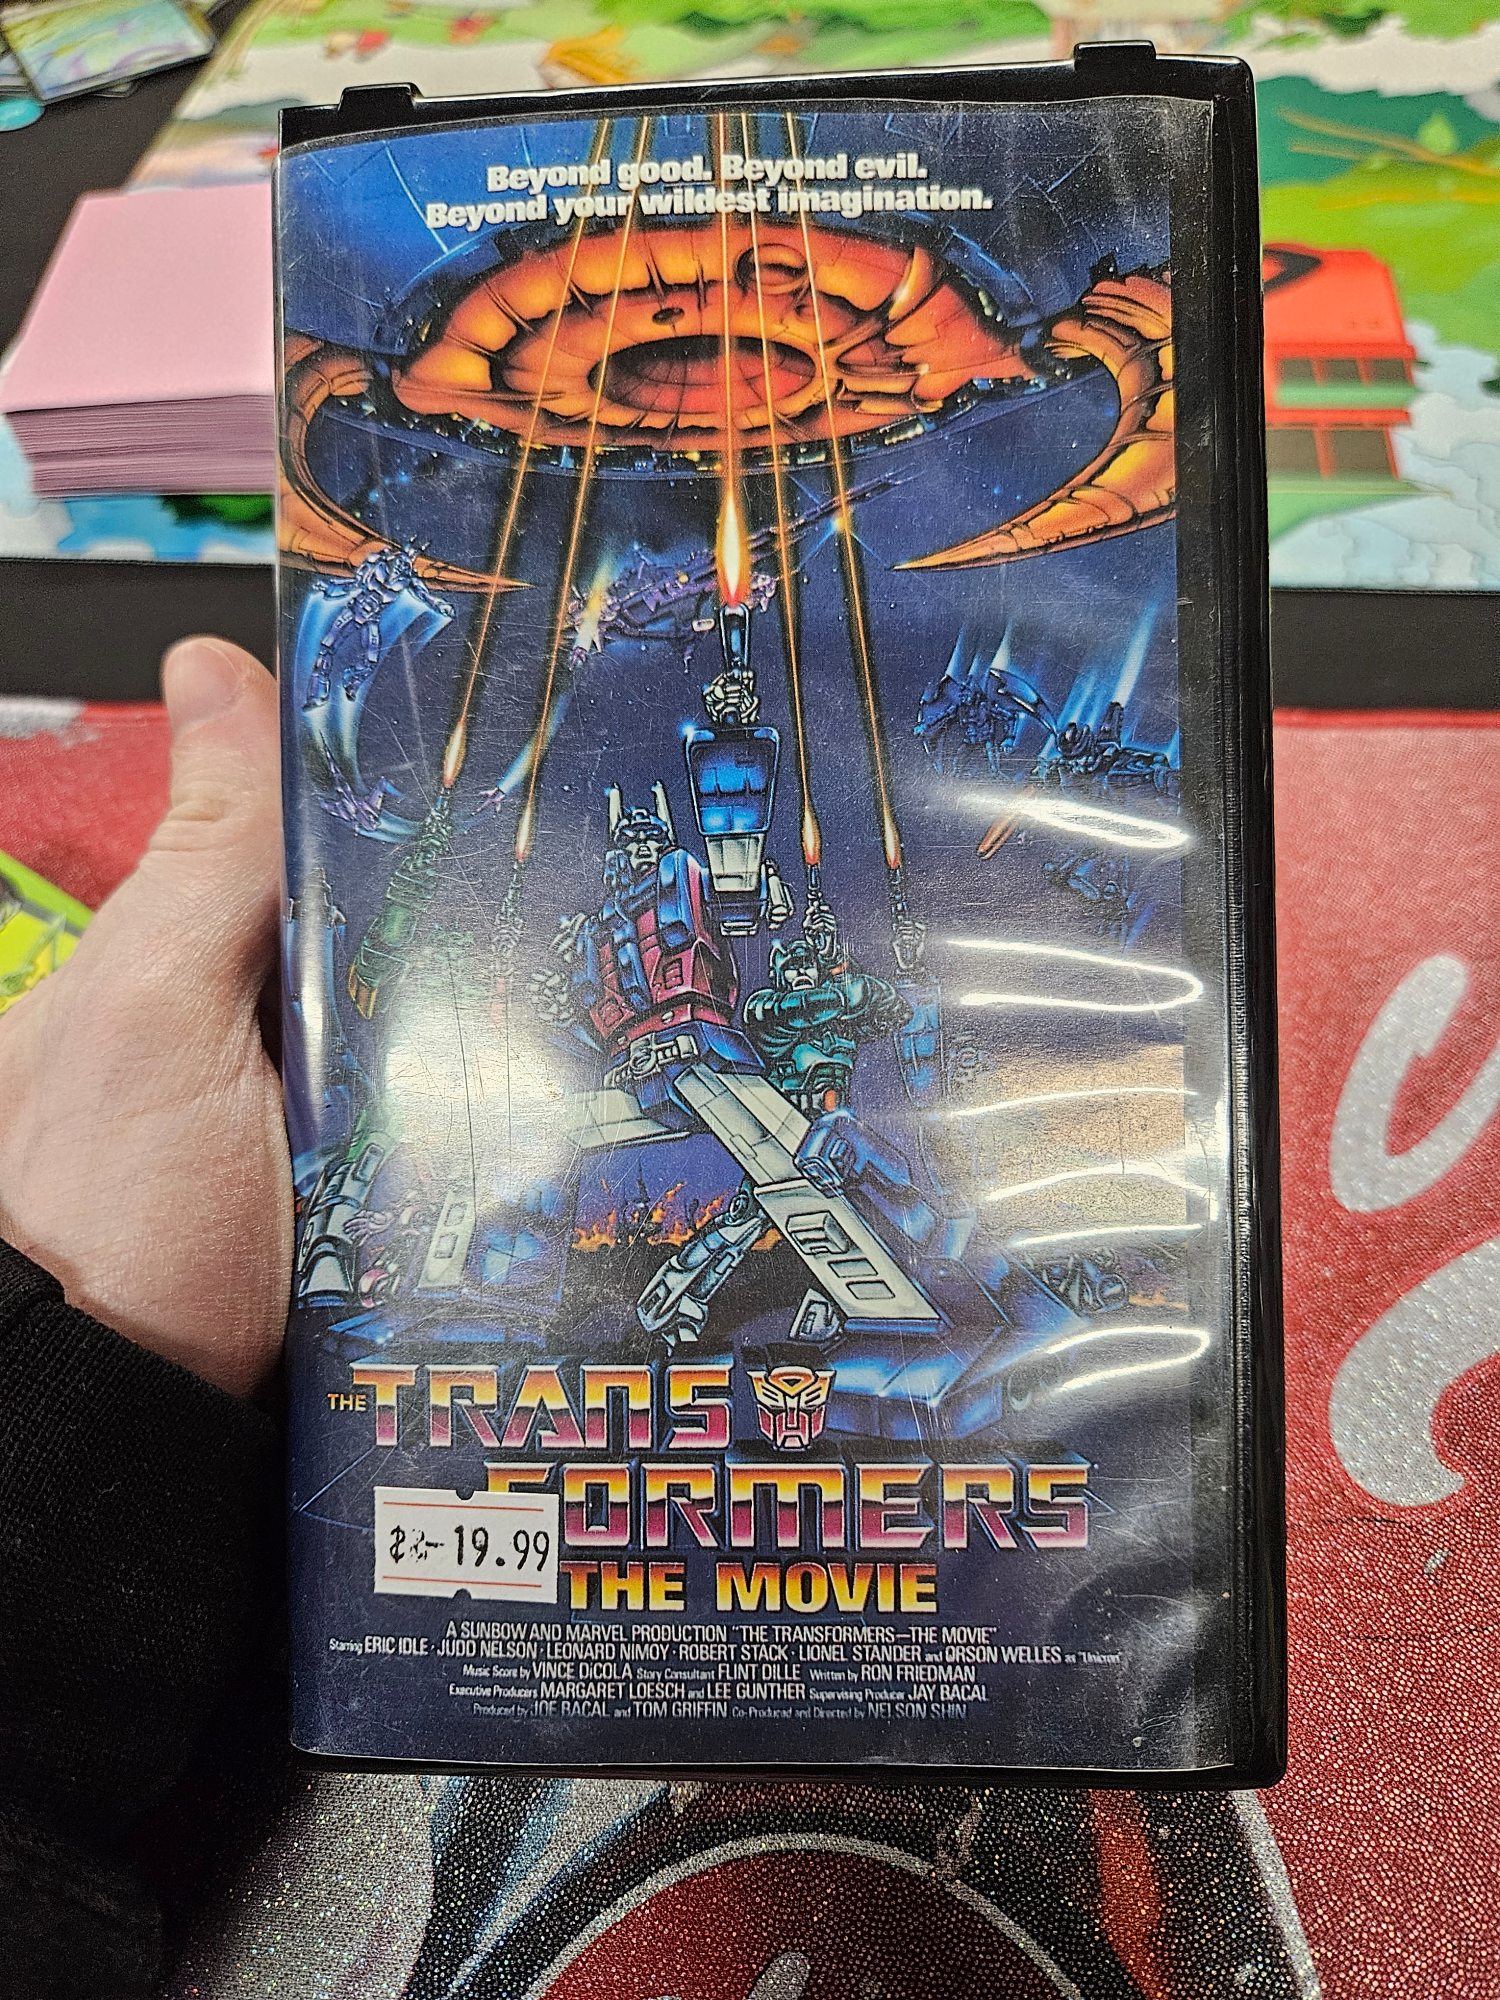 Beyond good. Beyond evil.
Beyond your wildest imagination.
THE TRANS
FORMERS
19.99
THE MOVIE
A SUNBOW AND MARVEL PRODUCTION "THE TRANSFORMERS—THE MOVIE"
Starring ERIC IDLE · JUDD NELSON · LEONARD NIMOY · ROBERT STACK · LIONEL STANDER and ORSON WELLES as "Unicron"
Music Score by VINCE DiCOLA Story Consultant FLINT DILLE Written by RON FRIEDMAN
Executive Producers MARGARET LOESCH and LEE GUNTHER Supervising Producer JAY BACAL
Produced by JOE BACAL and TOM GRIFFIN Co-Produced and Directed by NELSON SHIN